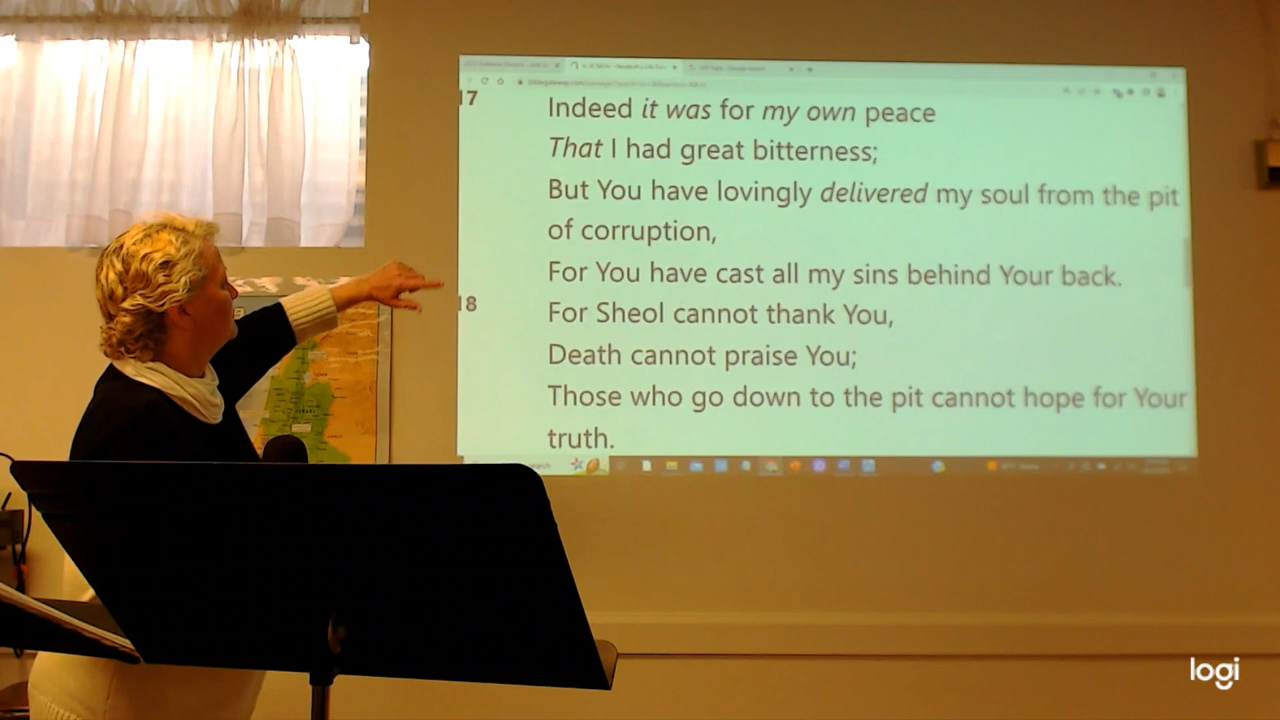 17 Indeed it was for my own peace
That I had great bitterness;
But You have lovingly delivered my soul from the pit
of corruption,
For You have cast all my sins behind Your back.
18 For Sheol cannot thank You,
Death cannot praise You;
Those who go down to the pit cannot hope for Your
truth.
logi